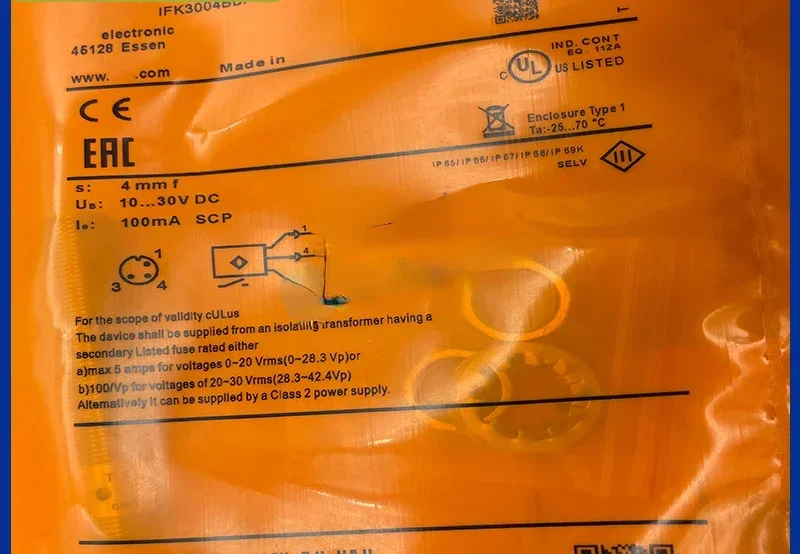 electronic
45128 Essen
www. .com
Made in
CE
EAC
IND. CONT
EQ. 11ZA
C UL US LISTED
Enclosure Type 1
Ta:-25...70 °C
IP 65/ IP 66/ IP 67/ IP 68/ IP 69K
SELV
III
s: 4 mm f
UB: 10...30V DC
Ie: 100mA SCP
1
3 4
1
4
For the scope of validity cULus
The device shall be supplied from an isolating transformer having a
secondary Listed fuse rated either
a)max 5 amps for voltages 0~20 Vrms(0~28.3 Vp)or
b)100/Vp for voltages of 20~30 Vrms(28.3~42.4Vp)
Alternatively it can be supplied by a Class 2 power supply.